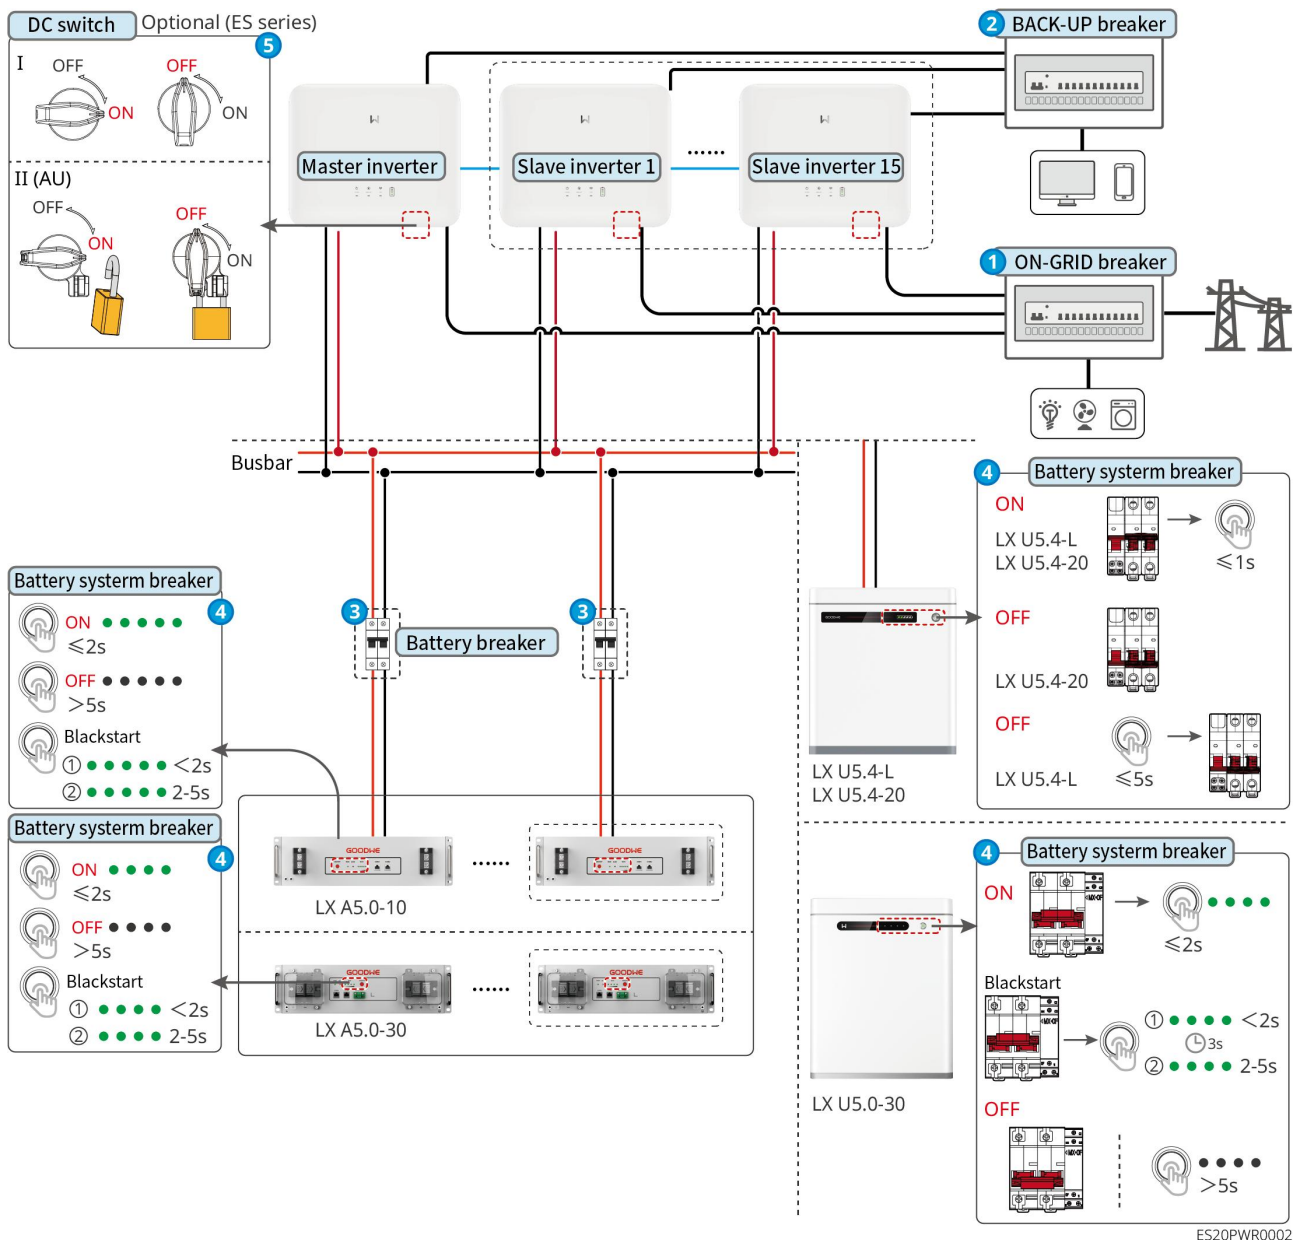 DC switch
Optional (ES series)
5
I
OFF
ON
OFF
ON
II (AU)
OFF
ON
OFF
ON
Master inverter
Slave inverter 1
......
Slave inverter 15
2
BACK-UP breaker
1
ON-GRID breaker
Busbar
3
Battery breaker
3
Battery systerm breaker
4
ON
≤2s
OFF
>5s
Blackstart
① <2s
② 2-5s
Battery systerm breaker
4
ON
≤2s
OFF
>5s
Blackstart
① <2s
② 2-5s
GOODWE
......
GOODWE
LX A5.0-10
GOODWE
......
GOODWE
LX A5.0-30
GOODWE
LX U5.4-L
LX U5.4-20
4
Battery systerm breaker
ON
LX U5.4-L
LX U5.4-20
≤1s
OFF
LX U5.4-20
OFF
LX U5.4-L
≤5s
LX U5.0-30
4
Battery systerm breaker
ON
≤2s
Blackstart
① <2s
3s
② 2-5s
OFF
>5s
ES20PWR0002